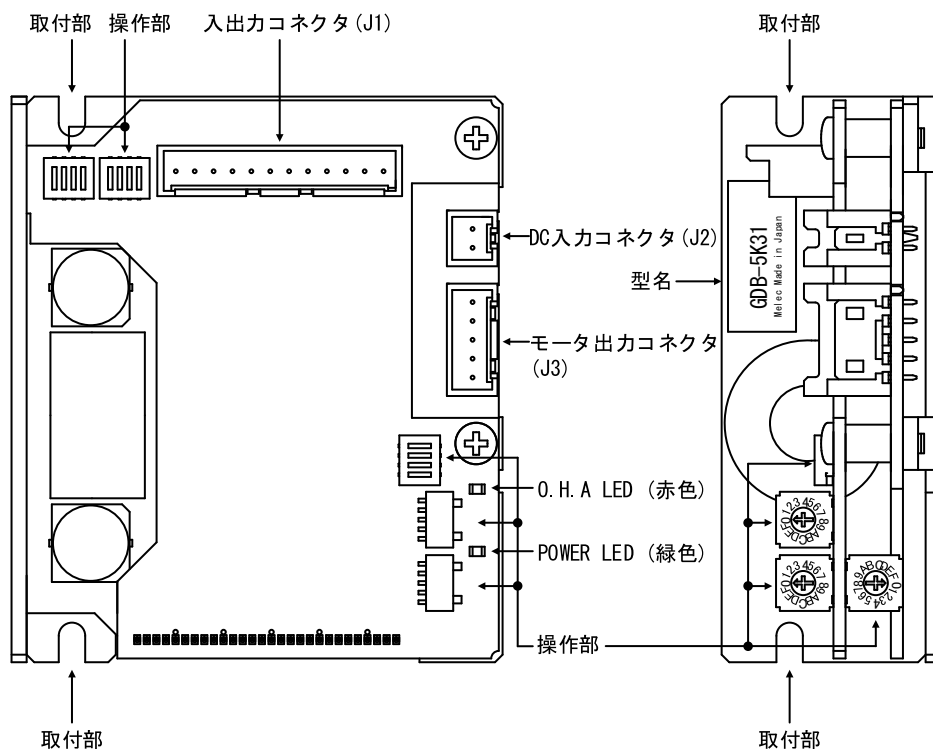 取付部
操作部
入出力コネクタ(J1)
取付部
DC入力コネクタ(J2)
型名
GDB-5K31
Melec Made in Japan
モータ出力コネクタ
(J3)
O.H.A LED (赤色)
POWER LED (緑色)
0123456789ABCDEF
0123456789ABCDEF
0123456789ABCDEF
操作部
取付部
取付部